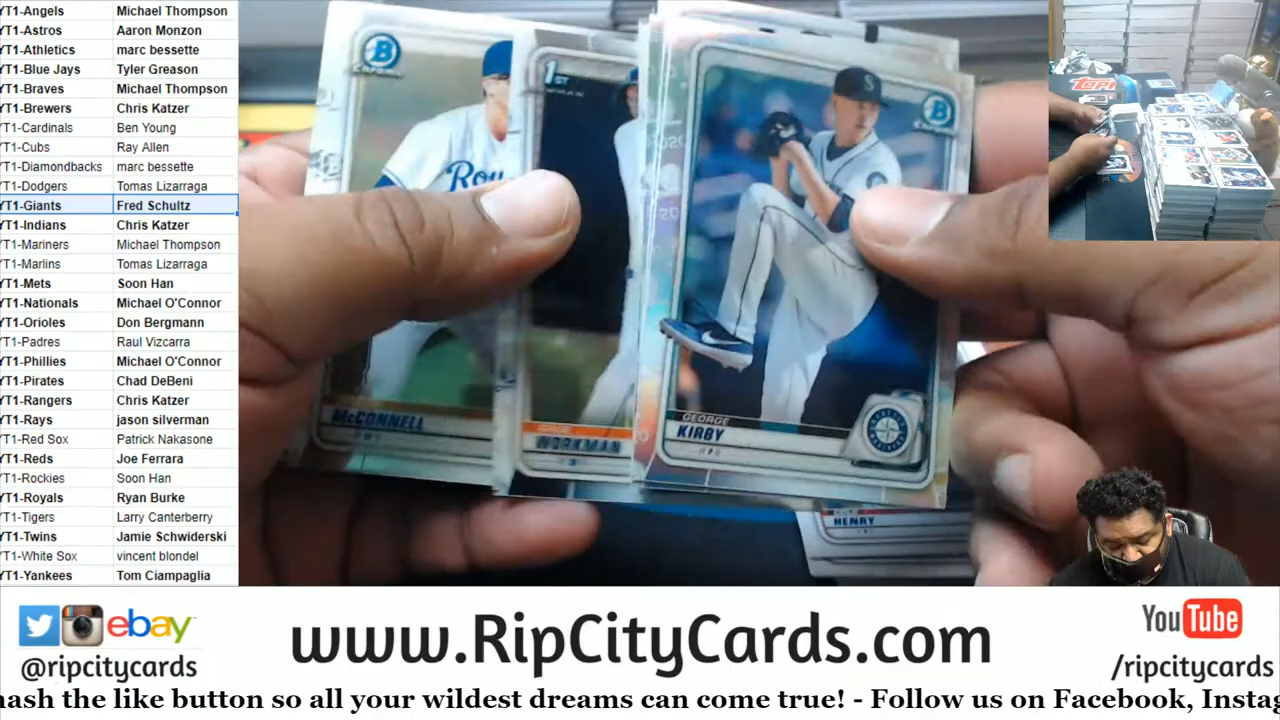 YT1-Angels Michael Thompson
YT1-Astros Aaron Monzon
YT1-Athletics marc bessette
YT1-Blue Jays Tyler Greason
YT1-Braves Michael Thompson
YT1-Brewers Chris Katzer
YT1-Cardinals Ben Young
YT1-Cubs Ray Allen
YT1-Diamondbacks marc bessette
YT1-Dodgers Tomas Lizarraga
YT1-Giants Fred Schultz
YT1-Indians Chris Katzer
YT1-Mariners Michael Thompson
YT1-Marlins Tomas Lizarraga
YT1-Mets Soon Han
YT1-Nationals Michael O'Connor
YT1-Orioles Don Bergmann
YT1-Padres Raul Vizcarra
YT1-Phillies Michael O'Connor
YT1-Pirates Chad DeBeni
YT1-Rangers Chris Katzer
YT1-Rays jason silverman
YT1-Red Sox Patrick Nakasone
YT1-Reds Joe Ferrara
YT1-Rockies Soon Han
YT1-Royals Ryan Burke
YT1-Tigers Larry Canterberry
YT1-Twins Jamie Schwiderski
YT1-White Sox vincent blondel
YT1-Yankees Tom Ciampaglia
B
CHROME
Roy
McCONNELL
1ST
WORKMAN
B
GEORGE
KIRBY
HENRY
TOPPS
ebay
@ripcitycards
www.RipCityCards.com
YouTube
/ripcitycards
mash the like button so all your wildest dreams can come true! - Follow us on Facebook, Instag